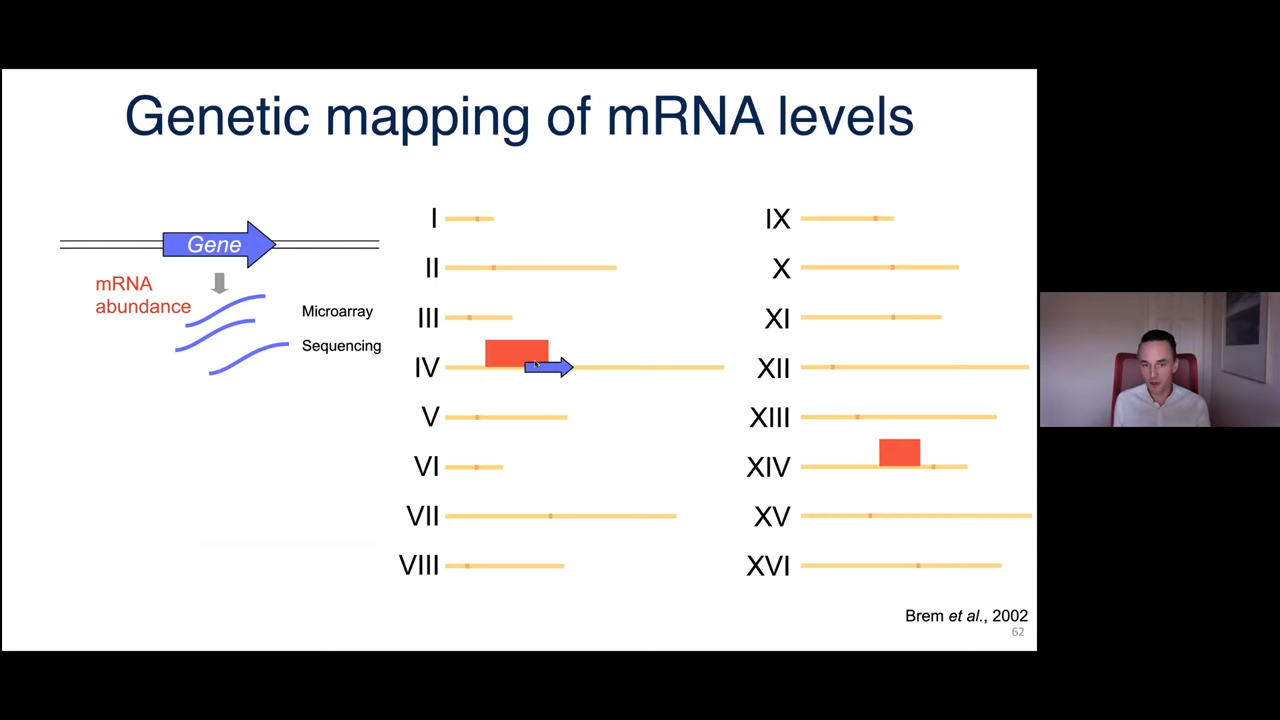 Genetic mapping of mRNA levels
Gene
mRNA
abundance
Microarray
Sequencing
I
II
III
IV
V
VI
VII
VIII
IX
X
XI
XII
XIII
XIV
XV
XVI
Brem et al., 2002
62